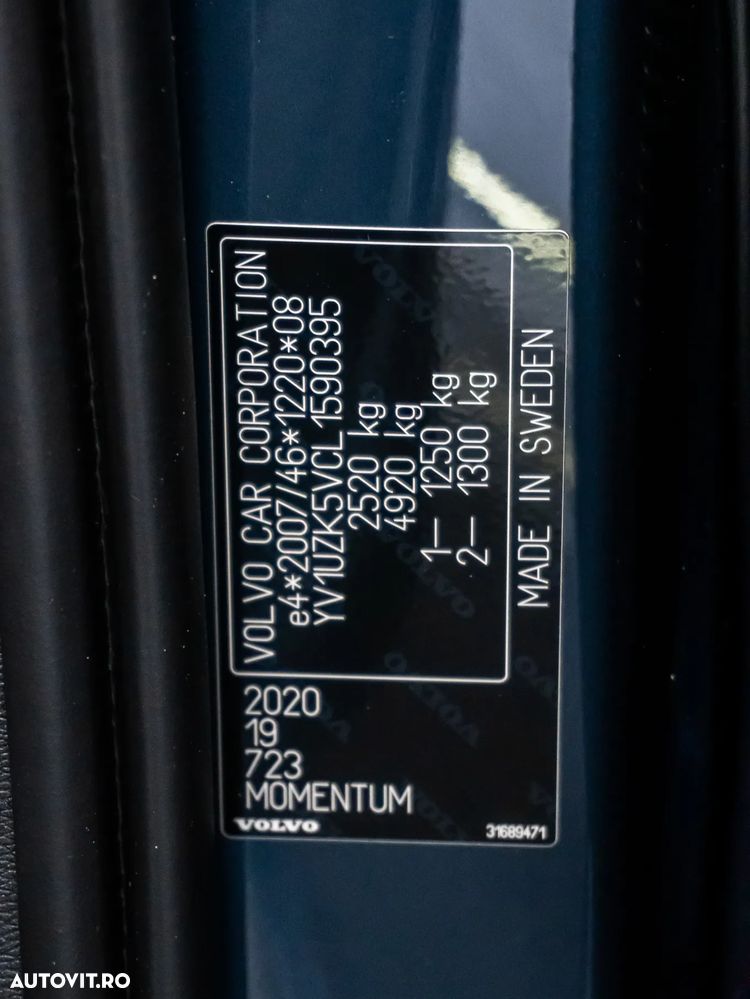 VOLVO CAR CORPORATION
e4*2007/46*1220*08
YV1UZK5VCL1590395
2520 kg
4920 kg
1— 1250 kg
2— 1300 kg
MADE IN SWEDEN
2020
19
723
MOMENTUM
VOLVO
31689471
AUTOVIT.RO